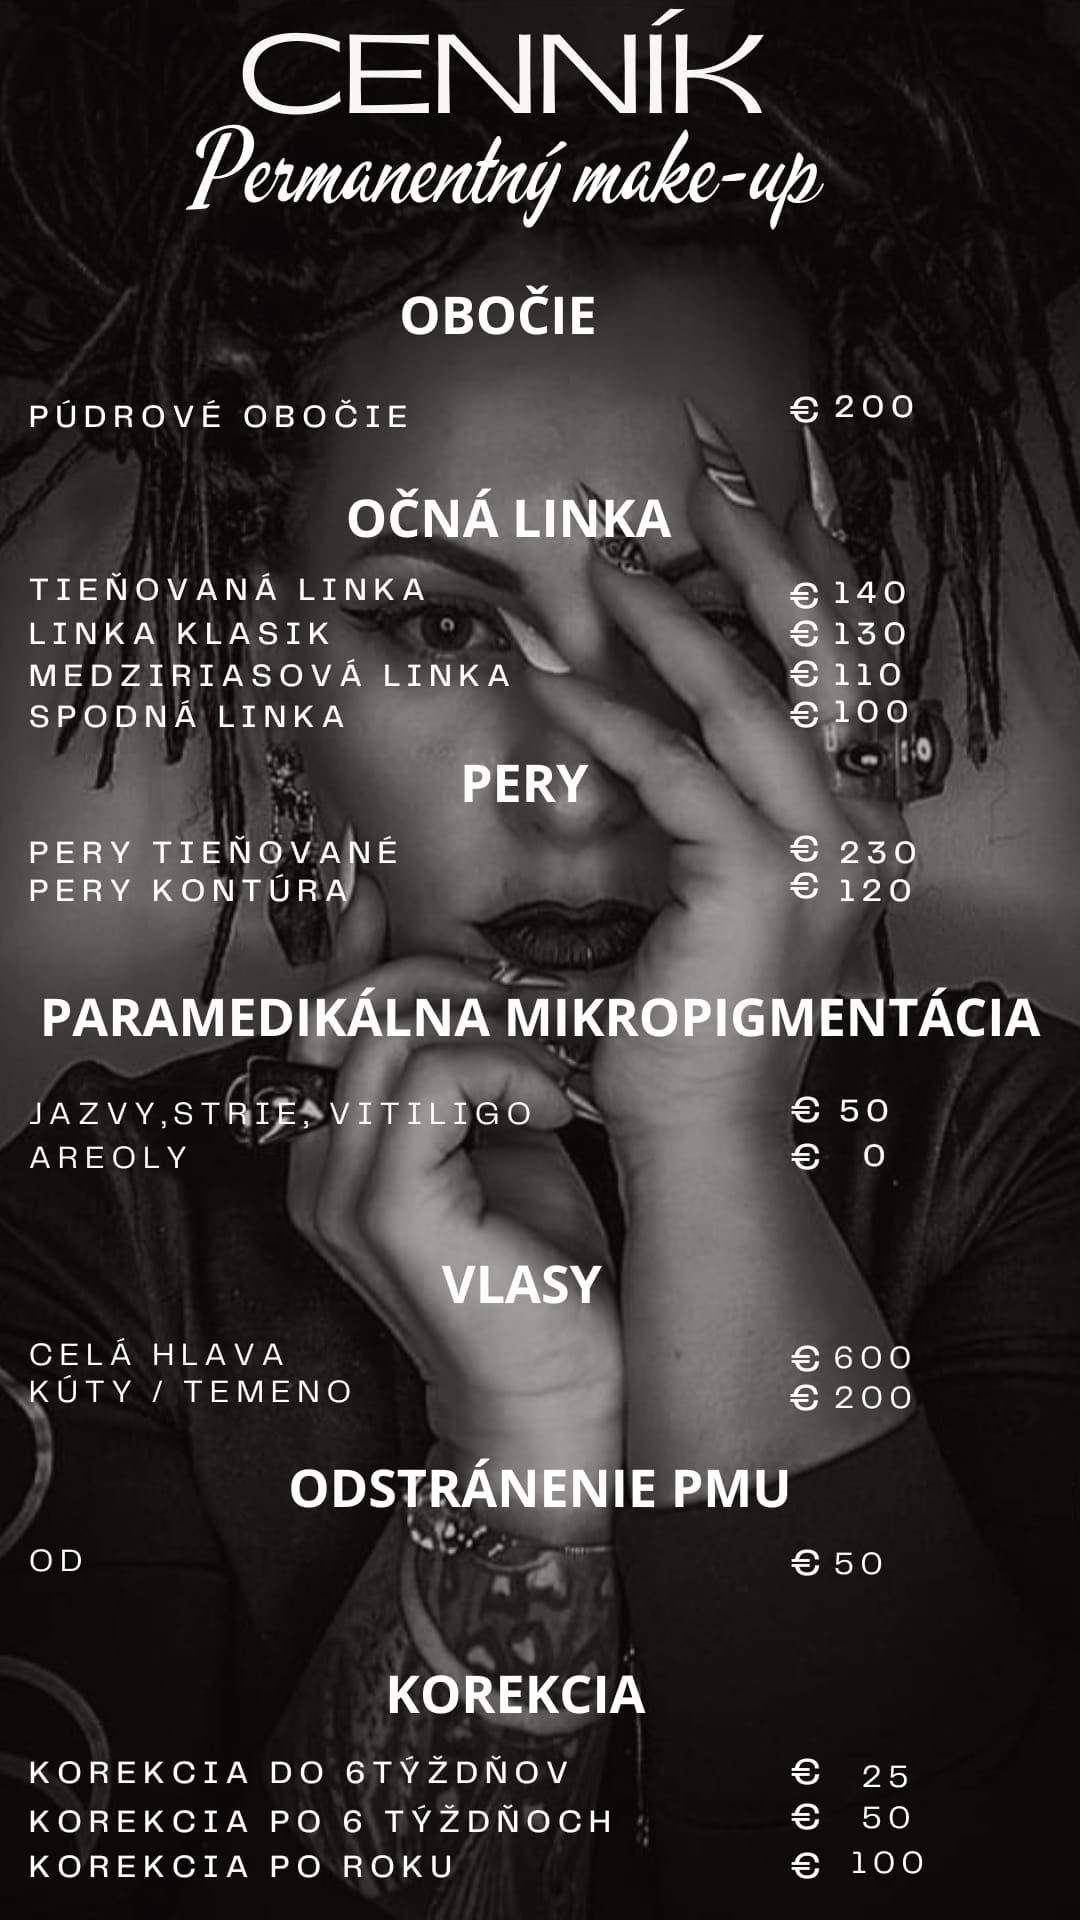 CENNÍK
Permanentný make-up
OBOČIE
PÚDROVÉ OBOČIE € 200
OČNÁ LINKA
TIEŇOVANÁ LINKA € 140
LINKA KLASIK € 130
MEDZIRIASOVÁ LINKA € 110
SPODNÁ LINKA € 100
PERY
PERY TIEŇOVANÉ € 230
PERY KONTÚRA € 120
PARAMEDIKÁLNA MIKROPIGMENTÁCIA
JAZVY,STRIE, VITILIGO € 50
AREOLY € 0
VLASY
CELÁ HLAVA € 600
KÚTY / TEMENO € 200
ODSTRÁNENIE PMU
OD € 50
KOREKCIA
KOREKCIA DO 6TÝŽDŇOV € 25
KOREKCIA PO 6 TÝŽDŇOCH € 50
KOREKCIA PO ROKU € 100